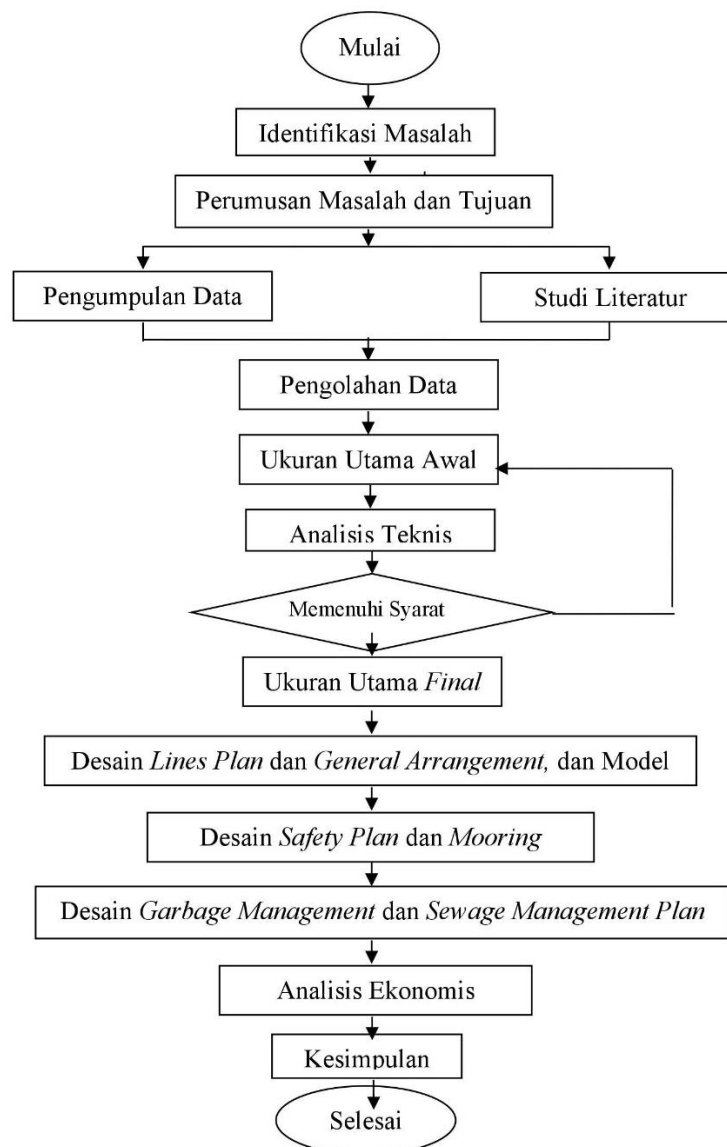 Mulai
Identifikasi Masalah
Perumusan Masalah dan Tujuan
Pengumpulan Data
Studi Literatur
Pengolahan Data
Ukuran Utama Awal
Analisis Teknis
Memenuhi Syarat
Ukuran Utama Final
Desain Lines Plan dan General Arrangement, dan Model
Desain Safety Plan dan Mooring
Desain Garbage Management dan Sewage Management Plan
Analisis Ekonomis
Kesimpulan
Selesai